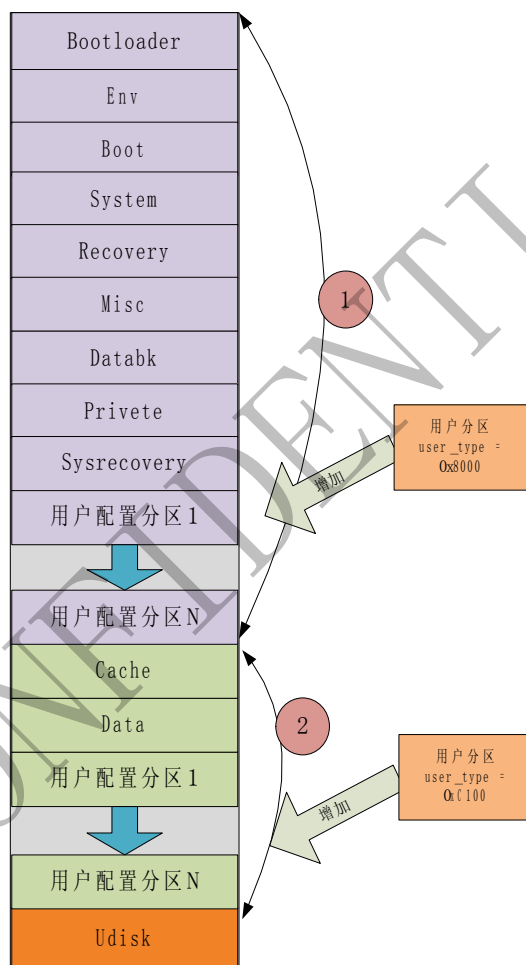 Bootloader
Env
Boot
System
Recovery
Misc
Databk
Privete
Sysrecovery
用户配置分区1
用户配置分区N
Cache
Data
用户配置分区1
用户配置分区N
Udisk
1
用户分区
user_type =
0x8000
增加
2
用户分区
user_type =
0xC100
增加
ONFIDENTI